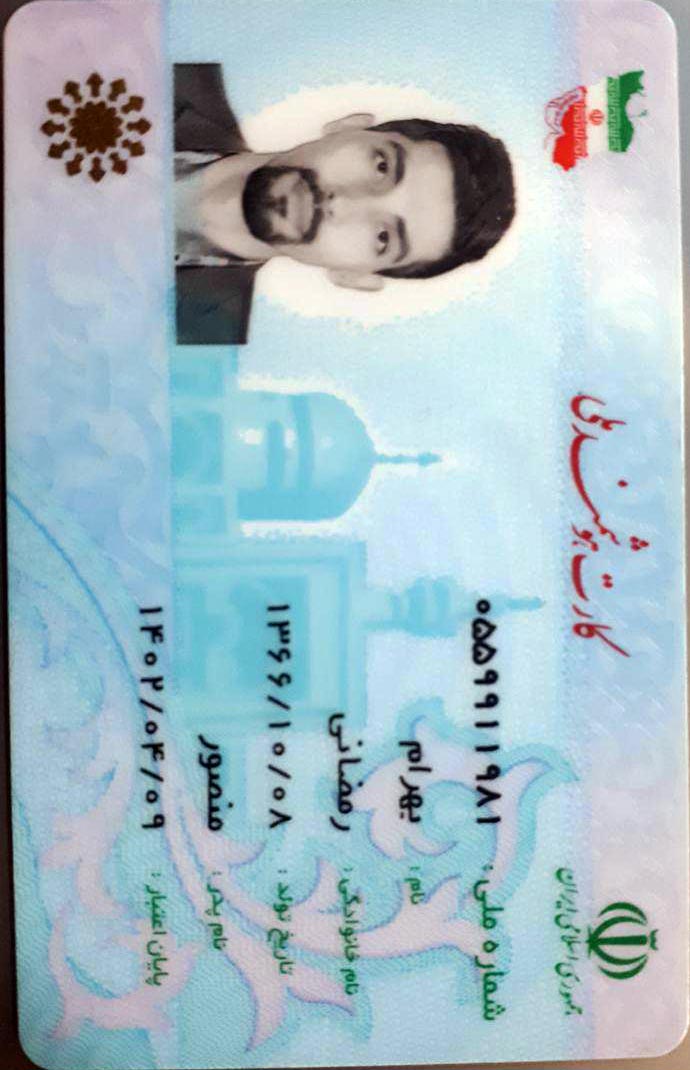 جمهوری اسلامی ایران
کارت هوشمند ملی
شماره ملی: ۰۵۵۹۹۱۱۹۸۱
نام: بهرام
نام خانوادگی: رمضانی
تاریخ تولد: ۱۳۶۶/۱۰/۰۸
نام پدر: منصور
پایان اعتبار: ۱۴۰۲/۰۴/۰۹